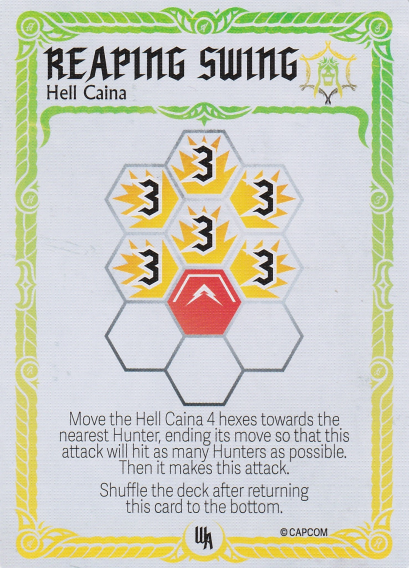 REAPING SWING
Hell Caina
3
3 3
3
3 3
Move the Hell Caina 4 hexes towards the
nearest Hunter, ending its move so that this
attack will hit as many Hunters as possible.
Then it makes this attack.
Shuffle the deck after returning
this card to the bottom.
© CAPCOM